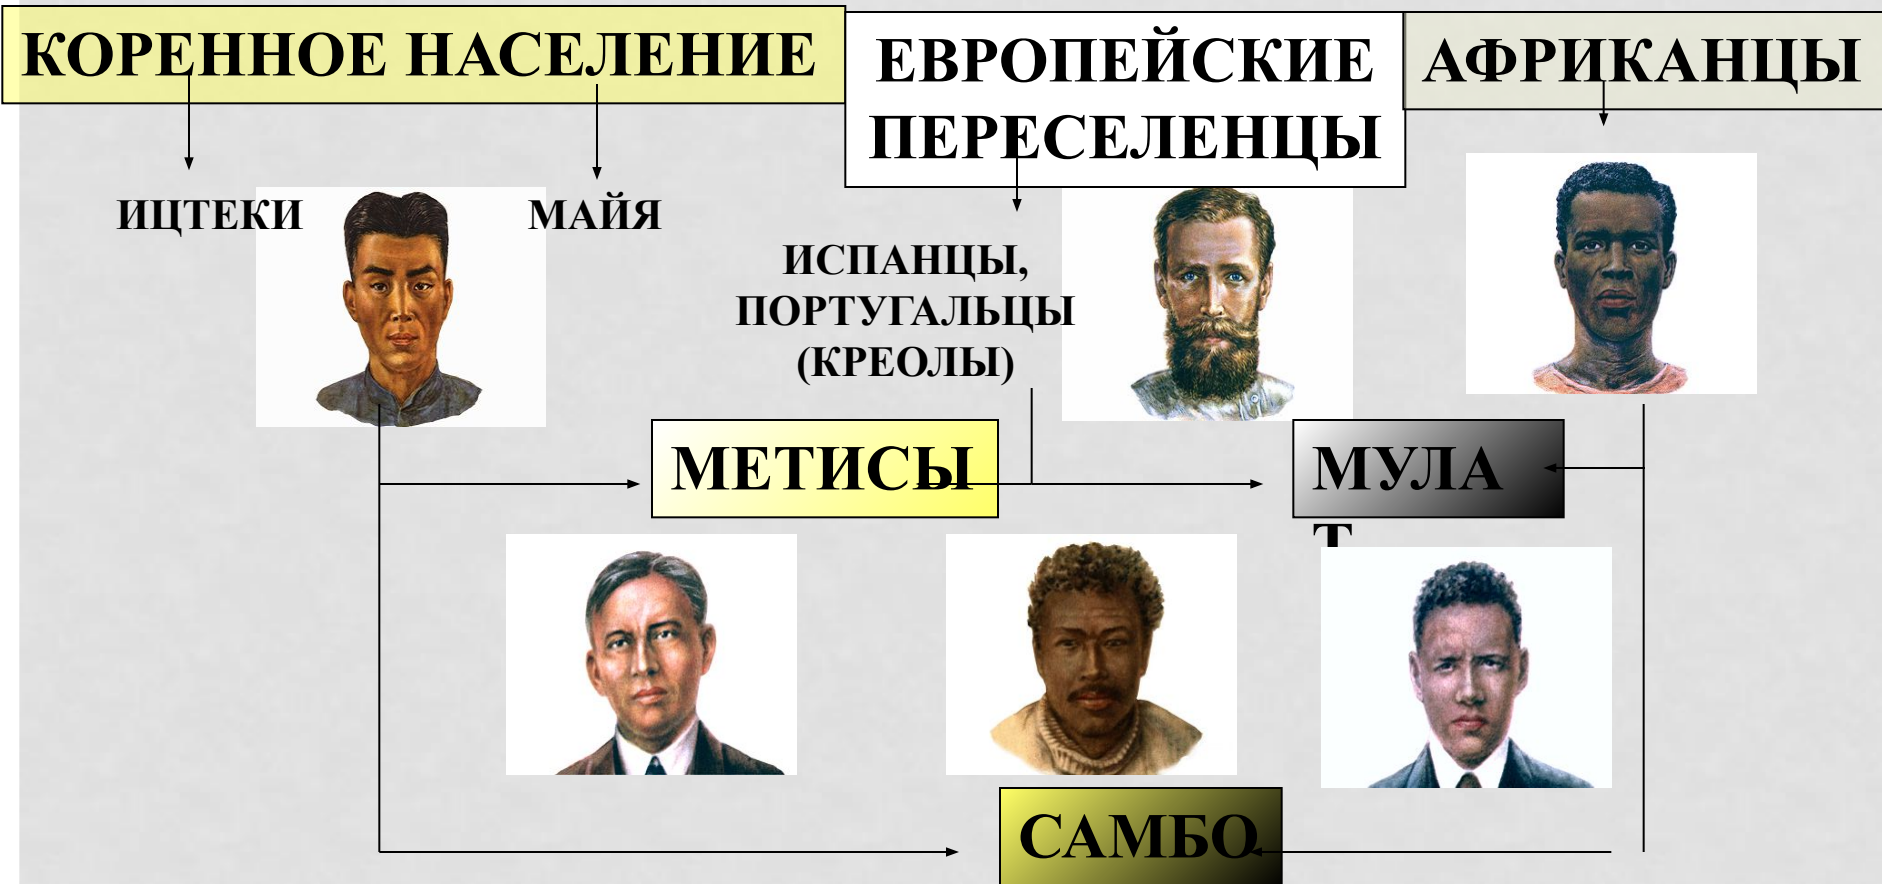 КОРЕННОЕ НАСЕЛЕНИЕ
ЕВРОПЕЙСКИЕ
ПЕРЕСЕЛЕНЦЫ
АФРИКАНЦЫ
ИЦТЕКИ
МАЙЯ
ИСПАНЦЫ,
ПОРТУГАЛЬЦЫ
(КРЕОЛЫ)
МЕТИСЫ
МУЛА
Т
САМБО